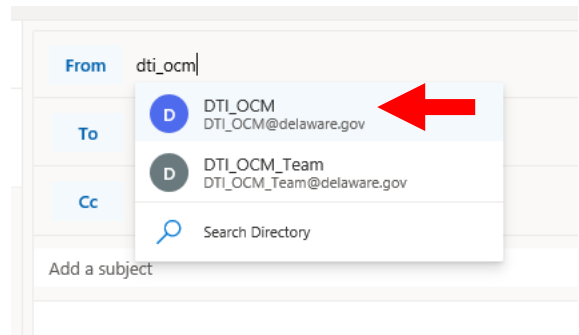 From dti_ocm
D DTI_OCM
DTI_OCM@delaware.gov
To
D DTI_OCM_Team
DTI_OCM_Team@delaware.gov
Cc
Search Directory
Add a subject